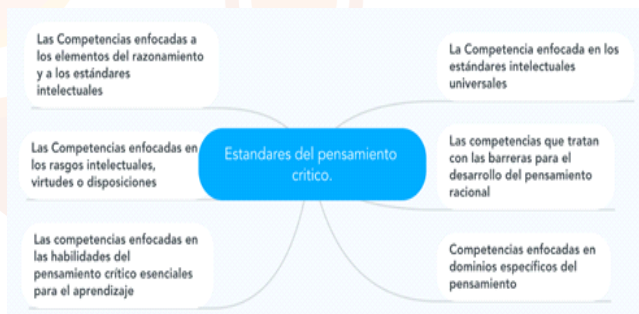 Las Competencias enfocadas a
los elementos del razonamiento
y a los estándares
intelectuales
Las Competencias enfocadas en
los rasgos intelectuales,
virtudes o disposiciones
Las competencias enfocadas en
las habilidades del
pensamiento crítico esenciales
para el aprendizaje
Estandares del pensamiento
critico.
La Competencia enfocada en los
estándares intelectuales
universales
Las competencias que tratan
con las barreras para el
desarrollo del pensamiento
racional
Competencias enfocadas en
dominios específicos del
pensamiento